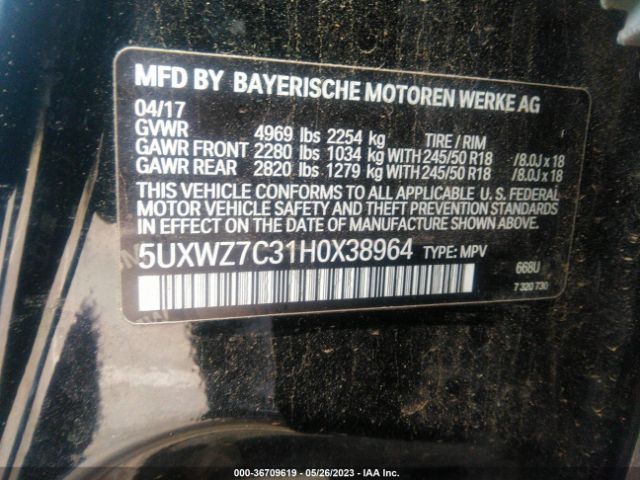 MFD BY BAYERISCHE MOTOREN WERKE AG
04/17
GVWR 4969 lbs 2254 kg TIRE / RIM
GAWR FRONT 2280 lbs 1034 kg WITH 245/50 R18 /8.0J x 18
GAWR REAR 2820 lbs 1279 kg WITH 245/50 R18 /8.0J x 18
THIS VEHICLE CONFORMS TO ALL APPLICABLE U. S. FEDERAL
MOTOR VEHICLE SAFETY AND THEFT PREVENTION STANDARDS
IN EFFECT ON THE DATE OF MANUFACTURE SHOWN ABOVE.
5UXWZ7C31H0X38964 TYPE: MPV
668U
7 320 730
000-36709619 - 05/26/2023 - IAA Inc.